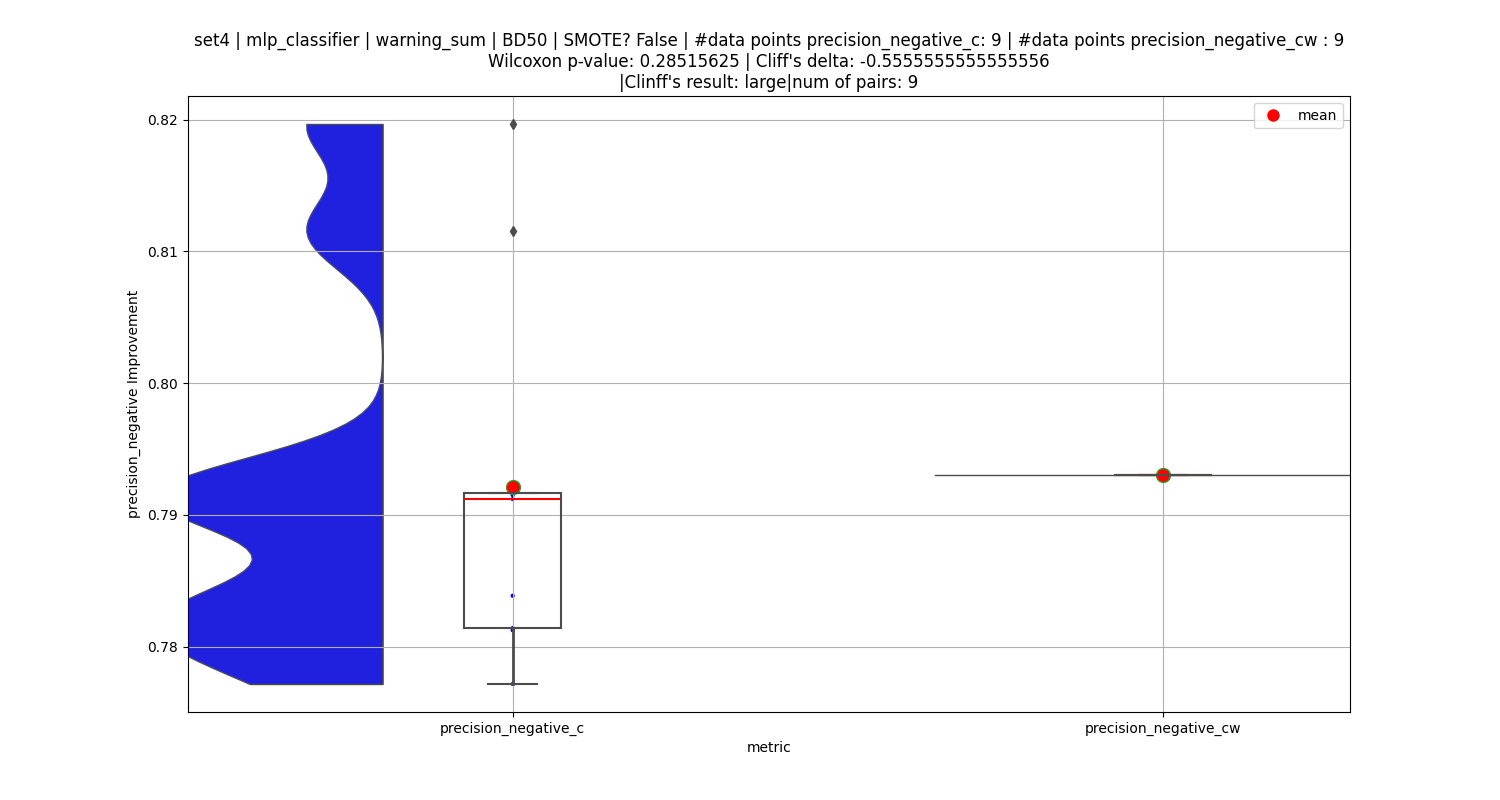 set4 | mlp_classifier | warning_sum | BD50 | SMOTE? False | #data points precision_negative_c: 9 | #data points precision_negative_cw : 9
Wilcoxon p-value: 0.28515625 | Cliff's delta: -0.5555555555555556
|Clinff's result: large|num of pairs: 9
mean
0.82
0.81
0.80
0.79
0.78
precision_negative Improvement
precision_negative_c
precision_negative_cw
metric